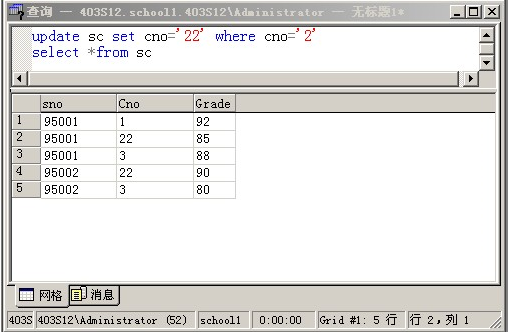 查询 — 403S12.school1.403S12\Administrator — 无标题1*
update sc set cno='22' where cno='2'
select *from sc
sno Cno Grade
1 95001 1 92
2 95001 22 85
3 95001 3 88
4 95002 22 90
5 95002 3 80
网格 消息
403S 403S12\Administrator (52) school1 0:00:00 Grid #1: 5 行 行 2,列 1